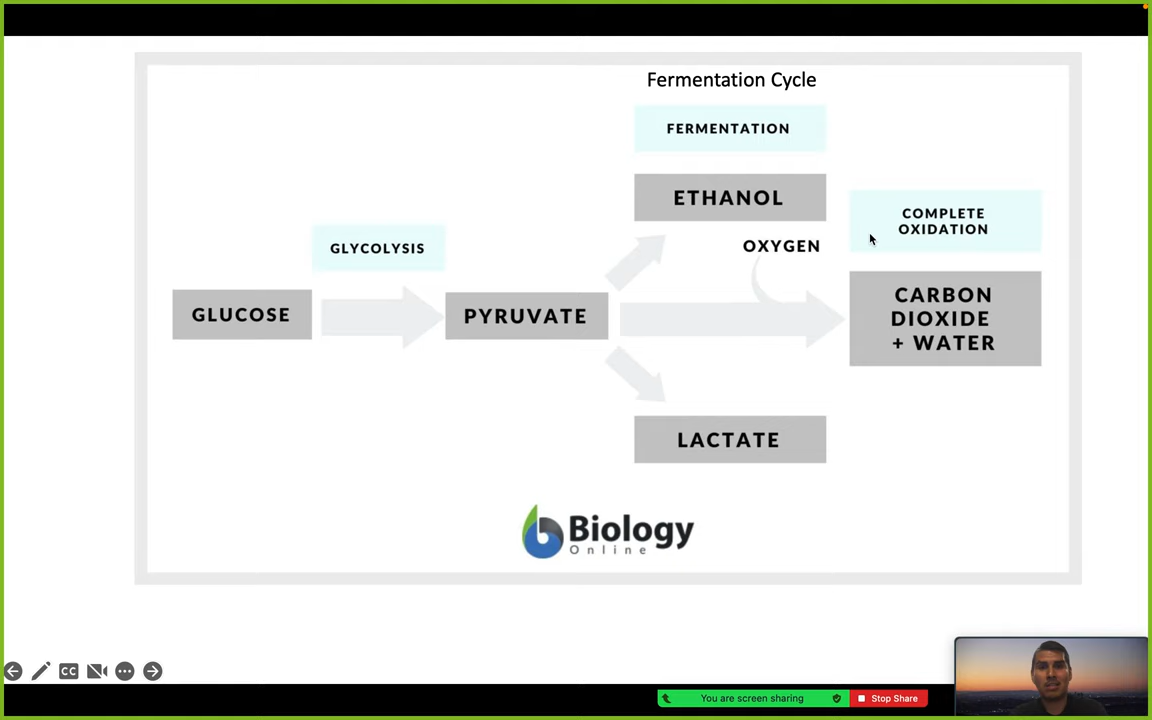 Fermentation Cycle
FERMENTATION
ETHANOL
COMPLETE
OXIDATION
GLYCOLYSIS
OXYGEN
GLUCOSE
PYRUVATE
CARBON
DIOXIDE
+ WATER
LACTATE
Biology
Online
CC
You are screen sharing
Stop Share